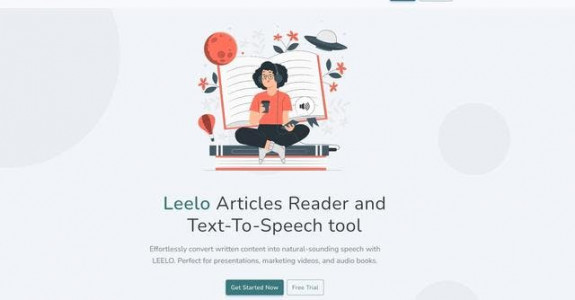 Leelo Articles Reader and
Text-To-Speech tool
Effortlessly convert written content into natural-sounding speech with
LEELO. Perfect for presentations, marketing videos, and audio books.
Get Started Now
Free Trial